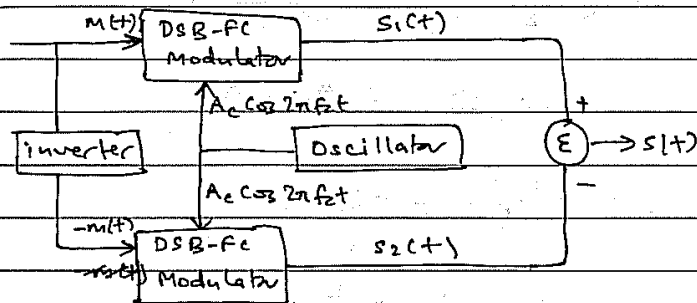 m(t)
DSB-FC
Modulator
S₁(t)
Ac Cos 2πfct
+
inverter
Oscillator
Σ → S(t)
Ac Cos 2πfct
−
-m(t)
DSB-FC
Modulator
S₂(t)